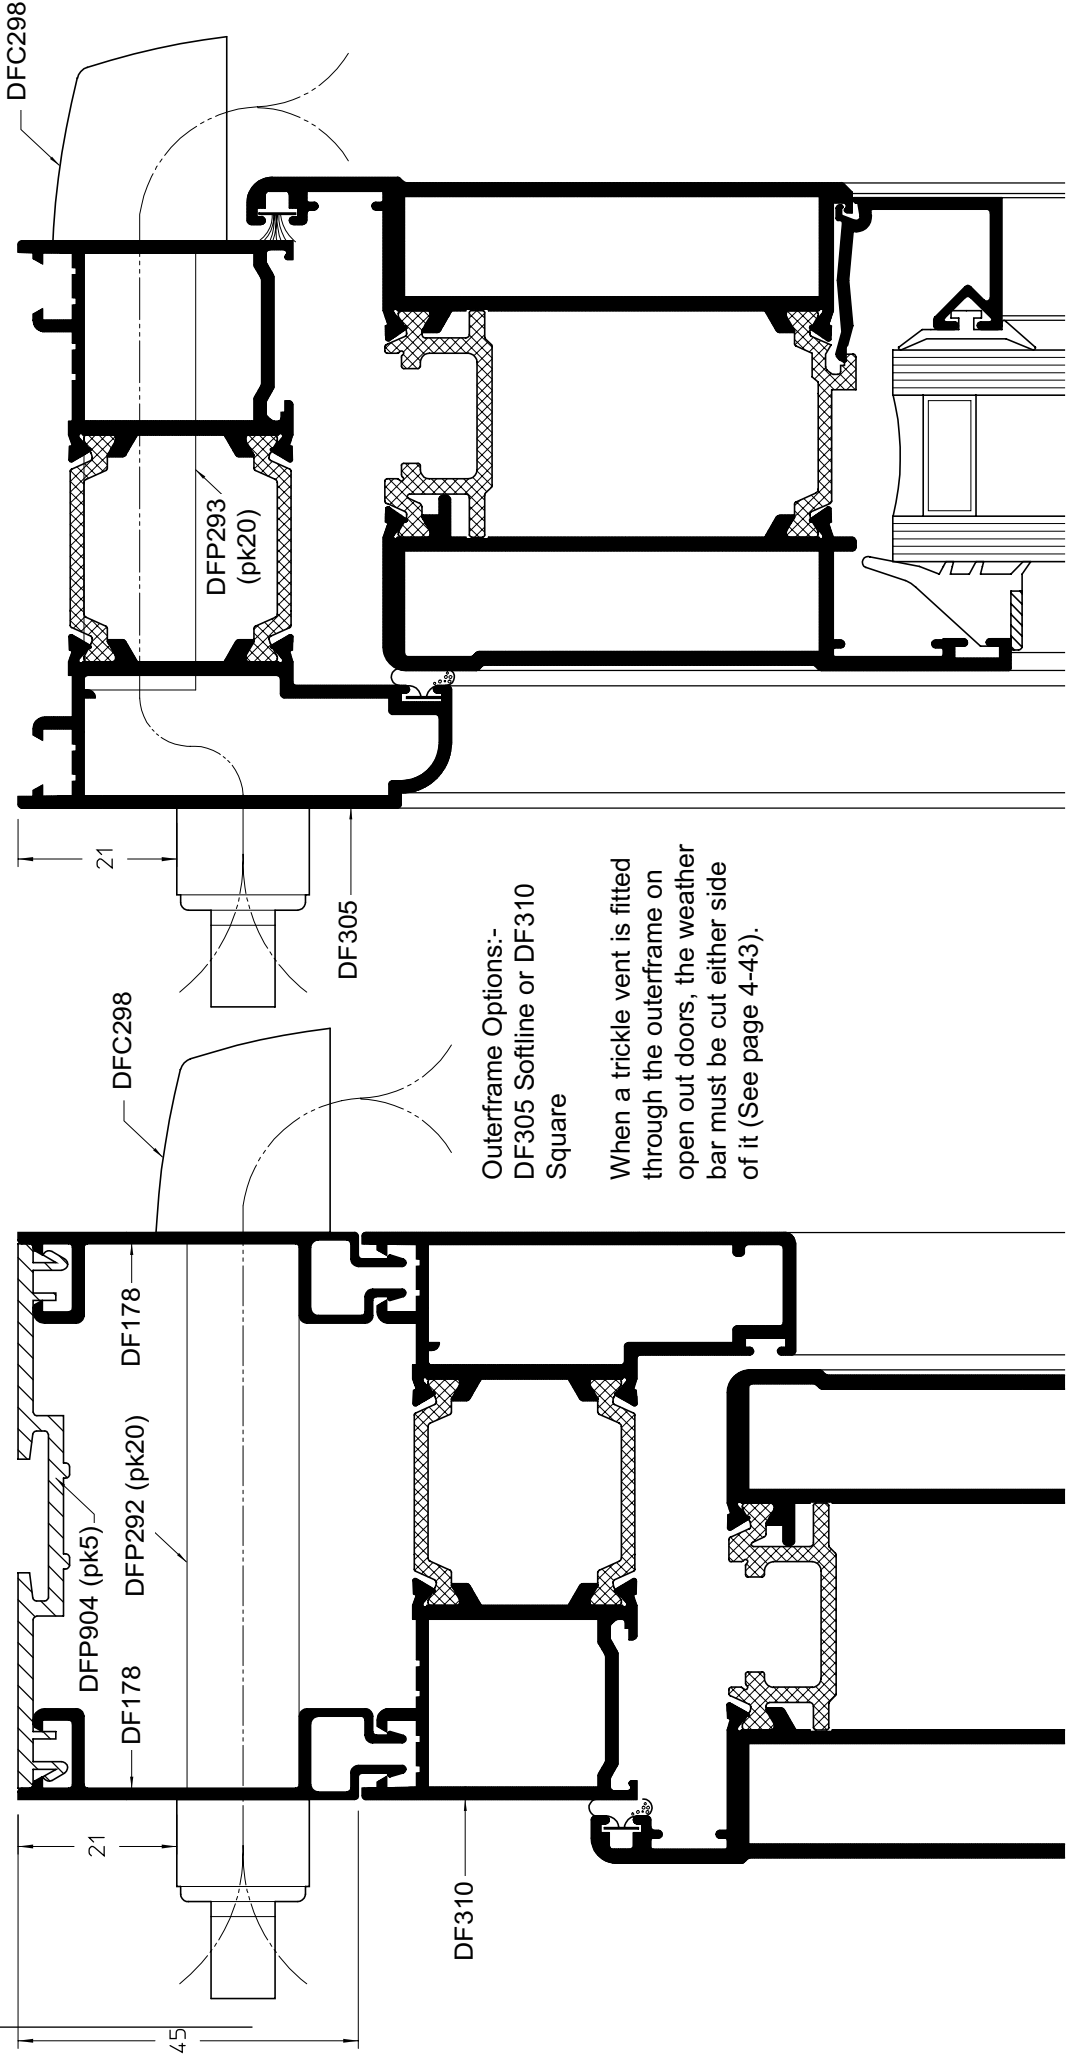 DFC298
DFP293
(pk20)
21
DF305
DFC298
Outerframe Options:-
DF305 Softline or DF310
Square
When a trickle vent is fitted
through the outerframe on
open out doors, the weather
bar must be cut either side
of it (See page 4-43).
DF178
DFP292 (pk20)
DFP904 (pk5)
DF178
21
DF310
45